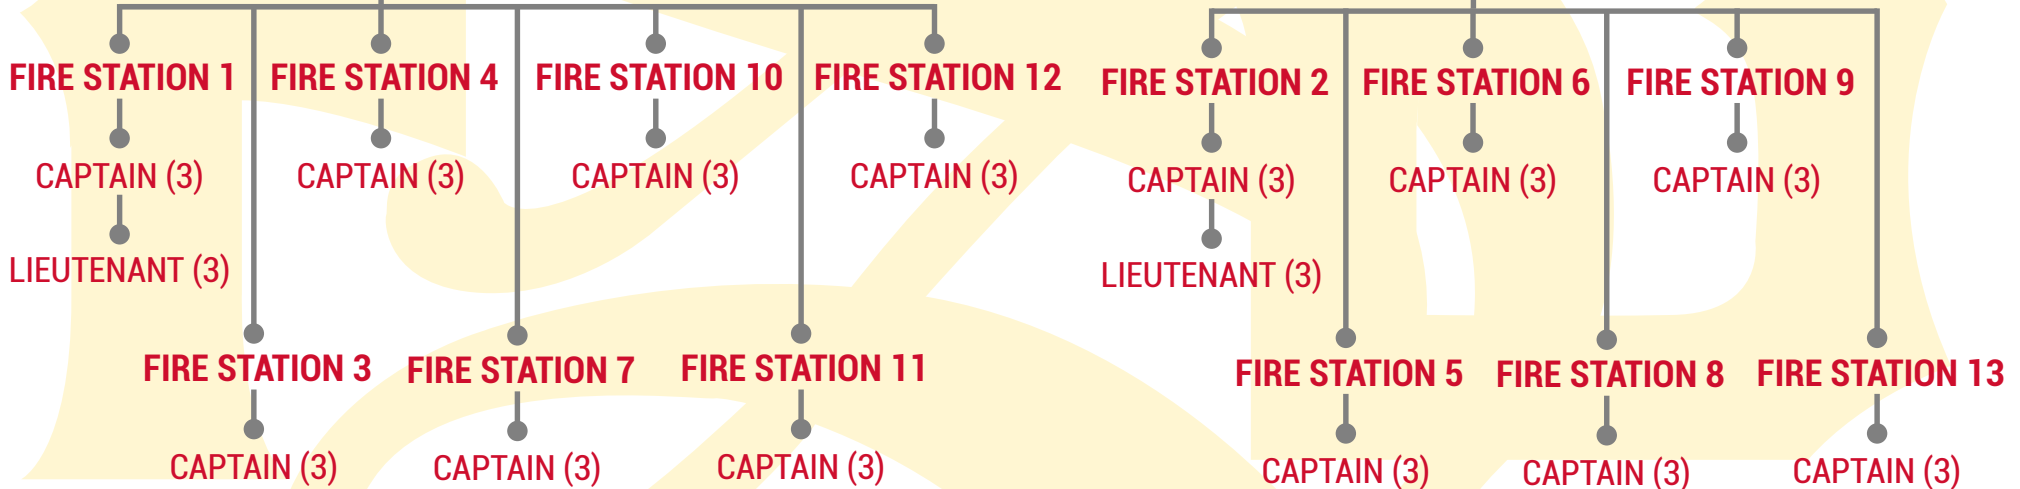 FIRE STATION 1
CAPTAIN (3)
LIEUTENANT (3)
FIRE STATION 3
CAPTAIN (3)
FIRE STATION 4
CAPTAIN (3)
FIRE STATION 7
CAPTAIN (3)
FIRE STATION 10
CAPTAIN (3)
FIRE STATION 11
CAPTAIN (3)
FIRE STATION 12
CAPTAIN (3)
FIRE STATION 2
CAPTAIN (3)
LIEUTENANT (3)
FIRE STATION 5
CAPTAIN (3)
FIRE STATION 6
CAPTAIN (3)
FIRE STATION 8
CAPTAIN (3)
FIRE STATION 9
CAPTAIN (3)
FIRE STATION 13
CAPTAIN (3)